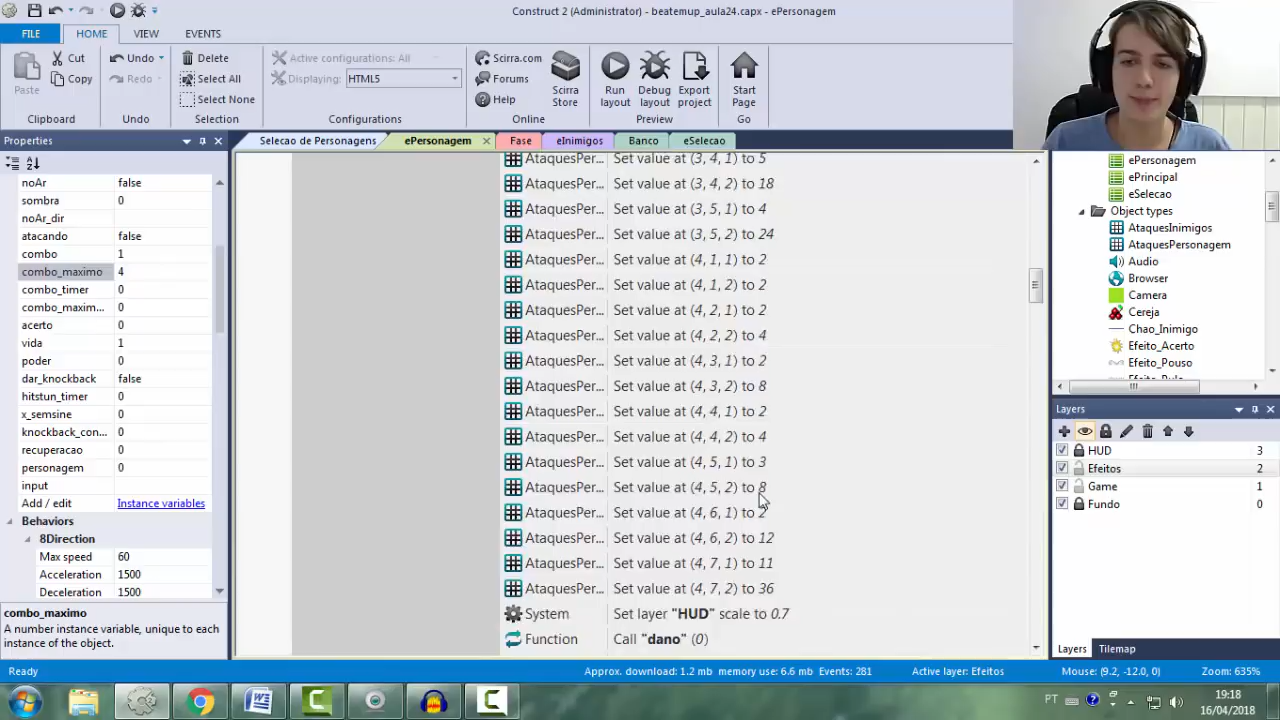 Construct 2 (Administrator) - beatemup_aula24.capx - ePersonagem
FILE HOME VIEW EVENTS
Paste
Cut
Copy
Clipboard
Undo
Redo
Undo
Delete
Select All
Select None
Selection
Active configurations: All
Displaying: HTML5
Configurations
Scirra.com
Forums
Help
Scirra Store
Online
Run layout
Debug layout
Export project
Preview
Start Page
Go
Properties
Selecao de Personagens ePersonagem Fase eInimigos Banco eSelecao
noAr false
sombra 0
noAr_dir
atacando false
combo 1
combo_maximo 4
combo_timer 0
combo_maxim... 0
acerto 0
vida 1
poder 0
dar_knockback false
hitstun_timer 0
x_semsine 0
knockback_con... 0
recuperacao 0
personagem 0
input
Add / edit Instance variables
Behaviors
8Direction
Max speed 60
Acceleration 1500
Deceleration 1500
combo_maximo
A number instance variable, unique to each instance of the object.
AtaquesPer... Set value at (3, 4, 1) to 5
AtaquesPer... Set value at (3, 4, 2) to 18
AtaquesPer... Set value at (3, 5, 1) to 4
AtaquesPer... Set value at (3, 5, 2) to 24
AtaquesPer... Set value at (4, 1, 1) to 2
AtaquesPer... Set value at (4, 1, 2) to 2
AtaquesPer... Set value at (4, 2, 1) to 2
AtaquesPer... Set value at (4, 2, 2) to 4
AtaquesPer... Set value at (4, 3, 1) to 2
AtaquesPer... Set value at (4, 3, 2) to 8
AtaquesPer... Set value at (4, 4, 1) to 2
AtaquesPer... Set value at (4, 4, 2) to 4
AtaquesPer... Set value at (4, 5, 1) to 3
AtaquesPer... Set value at (4, 5, 2) to 8
AtaquesPer... Set value at (4, 6, 1) to 2
AtaquesPer... Set value at (4, 6, 2) to 12
AtaquesPer... Set value at (4, 7, 1) to 11
AtaquesPer... Set value at (4, 7, 2) to 36
System Set layer "HUD" scale to 0.7
Function Call "dano" (0)
ePersonagem
ePrincipal
eSelecao
Object types
AtaquesInimigos
AtaquesPersonagem
Audio
Browser
Camera
Cereja
Chao_Inimigo
Efeito_Acerto
Efeito_Pouso
Layers
HUD 3
Efeitos 2
Game 1
Fundo 0
Layers Tilemap
Ready
Approx. download: 1.2 mb memory use: 6.6 mb Events: 281
Active layer: Efeitos
Mouse: (9.2, -12.0, 0)
Zoom: 635%
PT
19:18
16/04/2018